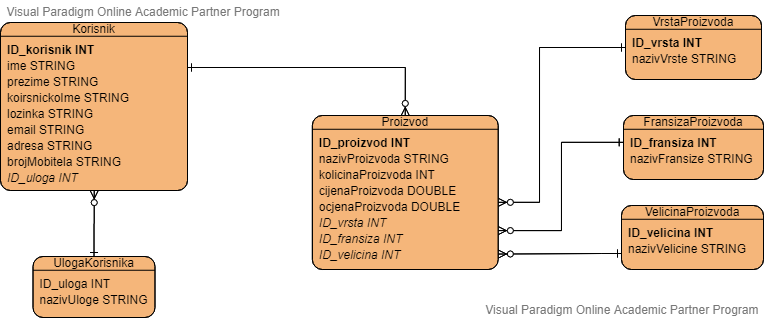 Visual Paradigm Online Academic Partner Program
Korisnik
ID_korisnik INT
ime STRING
prezime STRING
koirsnickoIme STRING
lozinka STRING
email STRING
adresa STRING
brojMobitela STRING
ID_uloga INT
UlogaKorisnika
ID_uloga INT
nazivUloge STRING
Proizvod
ID_proizvod INT
nazivProizvoda STRING
kolicinaProizvoda INT
cijenaProizvoda DOUBLE
ocjenaProizvoda DOUBLE
ID_vrsta INT
ID_fransiza INT
ID_velicina INT
VrstaProizvoda
ID_vrsta INT
nazivVrste STRING
FransizaProizvoda
ID_fransiza INT
nazivFransize STRING
VelicinaProizvoda
ID_velicina INT
nazivVelicine STRING
Visual Paradigm Online Academic Partner Program